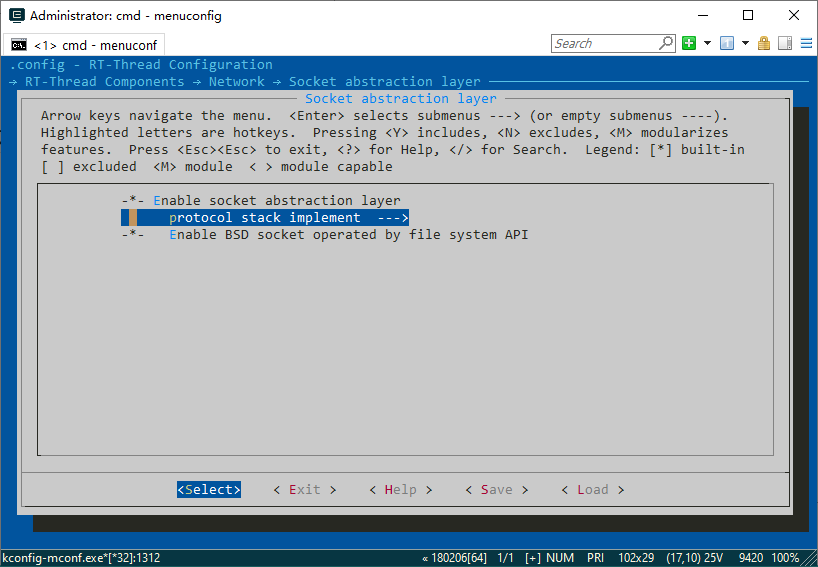 Administrator: cmd - menuconfig
<1> cmd - menuconf
Search
.config - RT-Thread Configuration
→ RT-Thread Components → Network → Socket abstraction layer
Socket abstraction layer
Arrow keys navigate the menu.  <Enter> selects submenus ---> (or empty submenus ----).
Highlighted letters are hotkeys.  Pressing <Y> includes, <N> excludes, <M> modularizes
features.  Press <Esc><Esc> to exit, <?> for Help, </> for Search.  Legend: [*] built-in
[ ] excluded  <M> module  < > module capable
-*- Enable socket abstraction layer
protocol stack implement  --->
-*-   Enable BSD socket operated by file system API
<Select>    < Exit >    < Help >    < Save >    < Load >
kconfig-mconf.exe*[*32]:1312    « 180206[64]  1/1  [+] NUM  PRI  102x29  (17,10) 25V  9420  100%